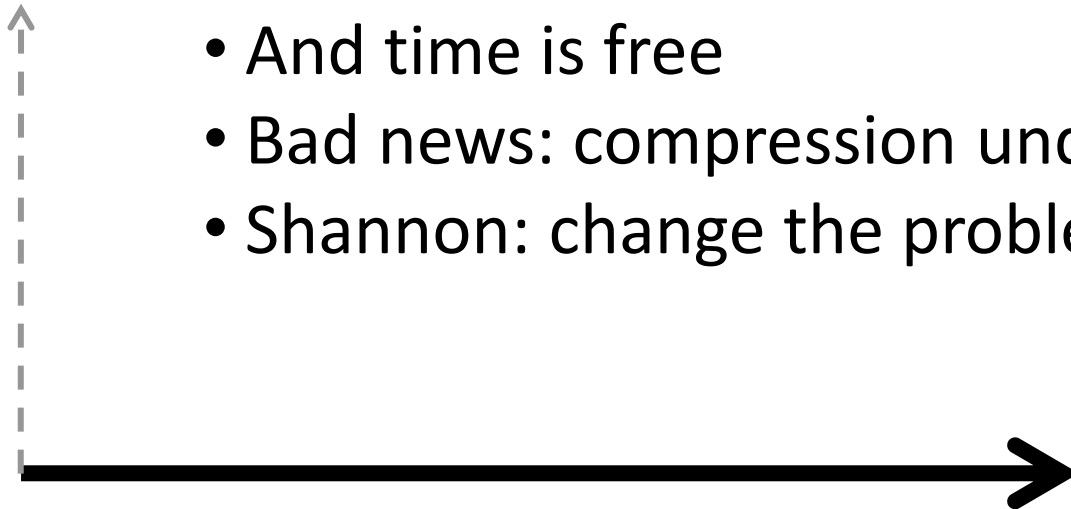 • And time is free
• Bad news: compression
• Shannon: change the